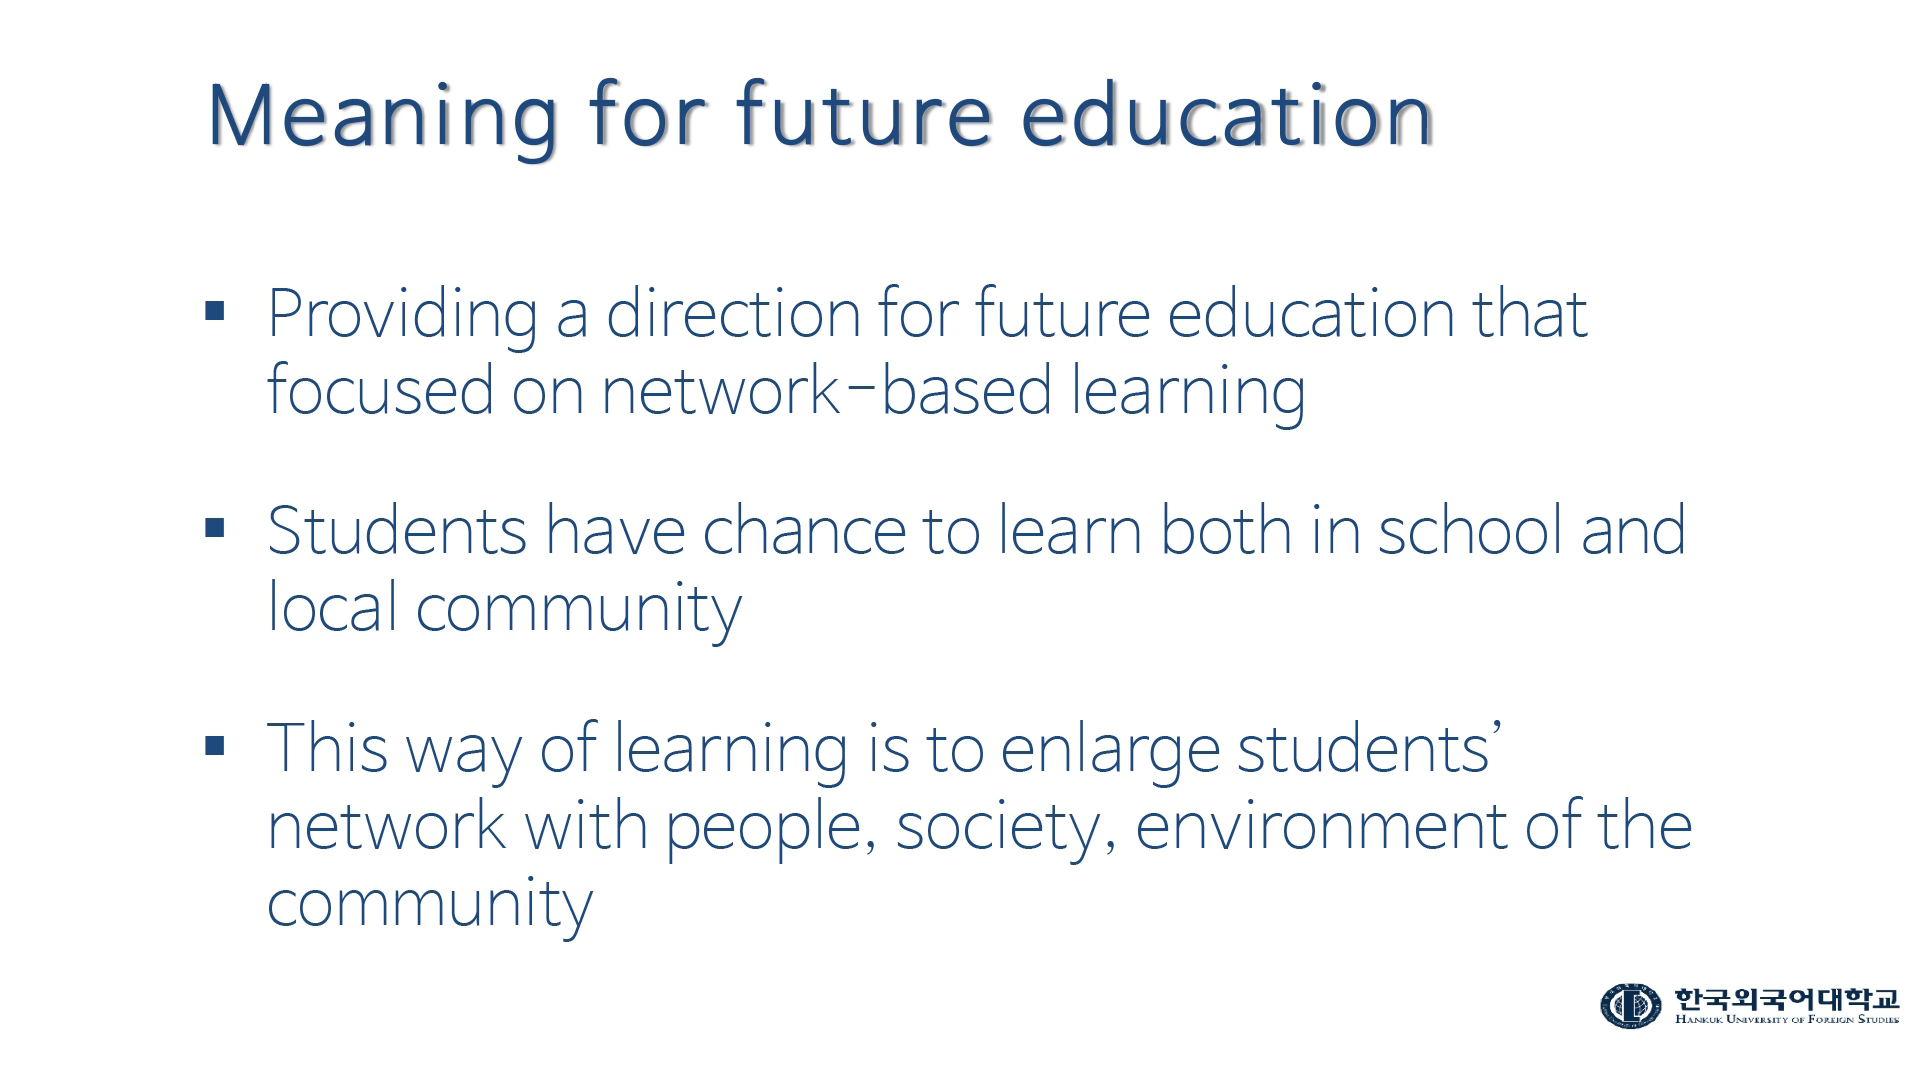 Meaning for future education
▪ Providing a direction for future education that
focused on network-based learning
▪ Students have chance to learn both in school and
local community
▪ This way of learning is to enlarge students’
network with people, society, environment of the
community
한국외국어대학교
HANKUK UNIVERSITY OF FOREIGN STUDIES